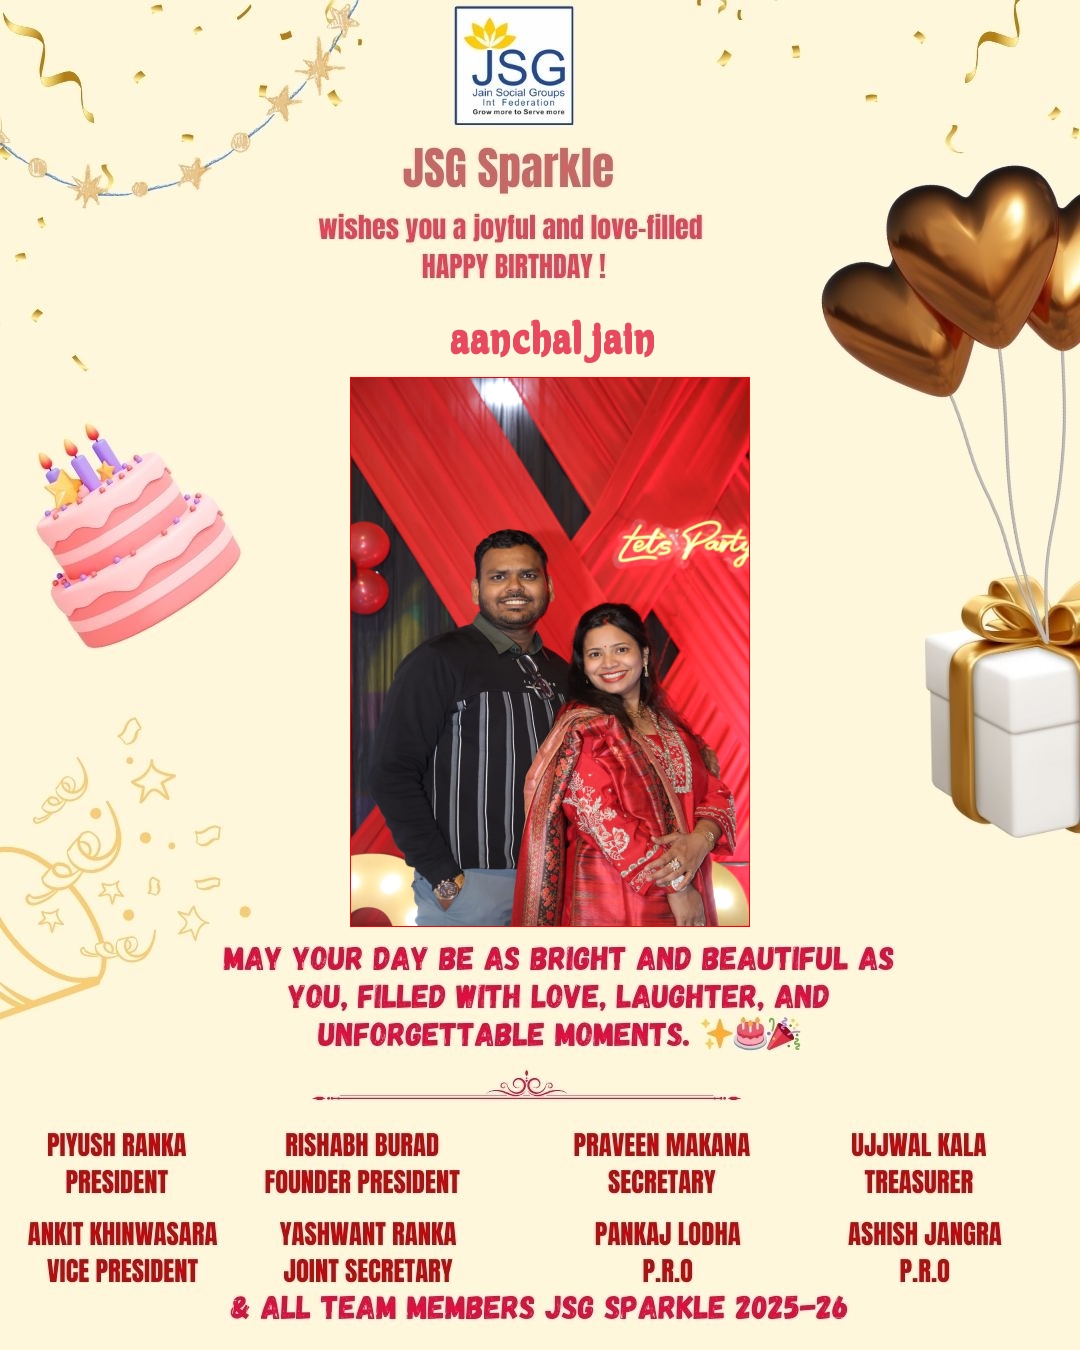 JSG
Jain Social Groups
Int Federation
Grow more to Serve more
JSG Sparkle
wishes you a joyful and love-filled
HAPPY BIRTHDAY !
aanchal jain
Let's Party
MAY YOUR DAY BE AS BRIGHT AND BEAUTIFUL AS
YOU, FILLED WITH LOVE, LAUGHTER, AND
UNFORGETTABLE MOMENTS. ✨🎂🎉
PIYUSH RANKA
PRESIDENT
RISHABH BURAD
FOUNDER PRESIDENT
PRAVEEN MAKANA
SECRETARY
UJJWAL KALA
TREASURER
ANKIT KHINWASARA
VICE PRESIDENT
YASHWANT RANKA
JOINT SECRETARY
PANKAJ LODHA
P.R.O
ASHISH JANGRA
P.R.O
& ALL TEAM MEMBERS JSG SPARKLE 2025-26